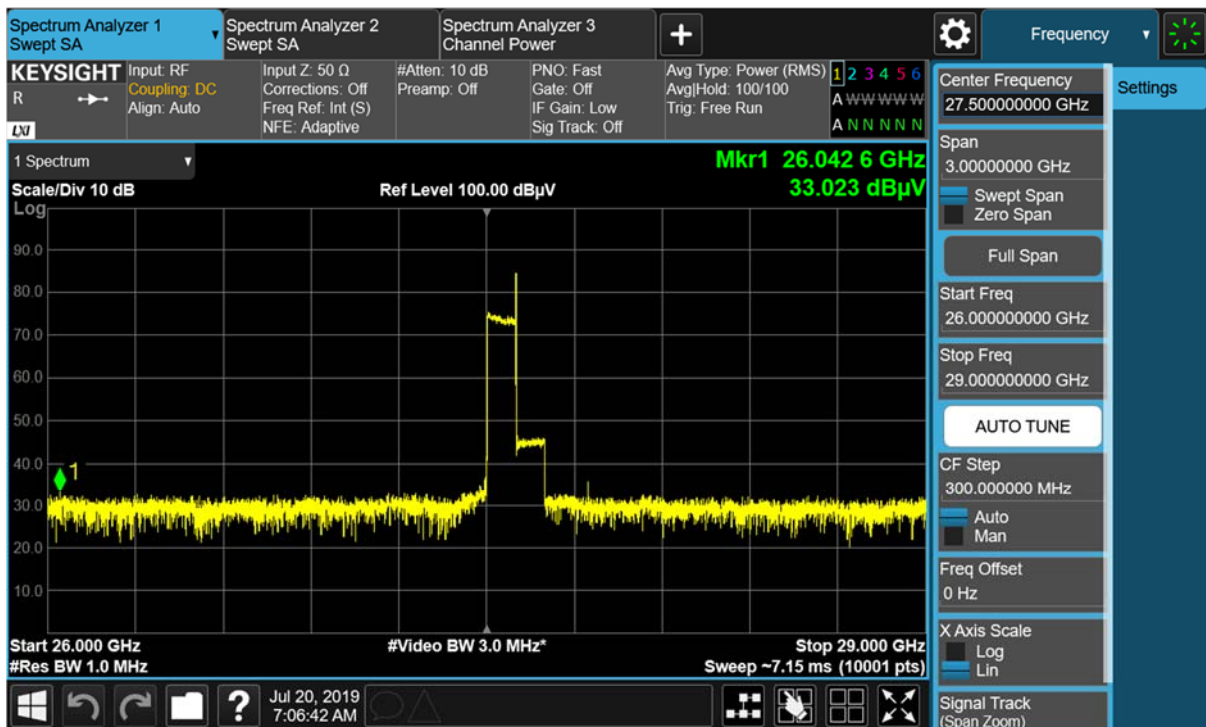 Spectrum Analyzer 1
Swept SA
Spectrum Analyzer 2
Swept SA
Spectrum Analyzer 3
Channel Power
+
Frequency
KEYSIGHT
R
LXI
Input: RF
Coupling: DC
Align: Auto
Input Z: 50 Ω
Corrections: Off
Freq Ref: Int (S)
NFE: Adaptive
#Atten: 10 dB
Preamp: Off
PNO: Fast
Gate: Off
IF Gain: Low
Sig Track: Off
Avg Type: Power (RMS)
Avg|Hold: 100/100
Trig: Free Run
1 2 3 4 5 6
A W W W W W
A N N N N N
1 Spectrum
Mkr1 26.042 6 GHz
Scale/Div 10 dB
Ref Level 100.00 dBµV
33.023 dBµV
Log
90.0
80.0
70.0
60.0
50.0
40.0
30.0
20.0
10.0
1
Start 26.000 GHz
#Video BW 3.0 MHz*
Stop 29.000 GHz
#Res BW 1.0 MHz
Sweep ~7.15 ms (10001 pts)
?
Jul 20, 2019
7:06:42 AM
Center Frequency
27.500000000 GHz
Settings
Span
3.00000000 GHz
Swept Span
Zero Span
Full Span
Start Freq
26.000000000 GHz
Stop Freq
29.000000000 GHz
AUTO TUNE
CF Step
300.000000 MHz
Auto
Man
Freq Offset
0 Hz
X Axis Scale
Log
Lin
Signal Track
(Span Zoom)